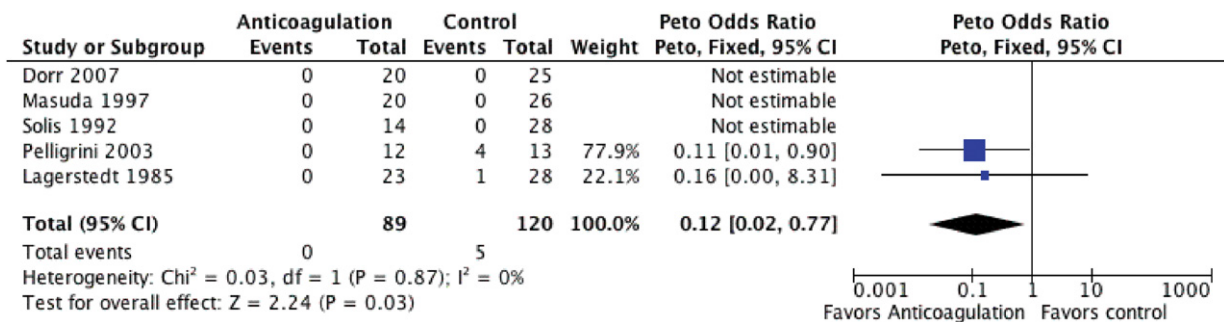 Anticoagulation Control Peto Odds Ratio Peto Odds Ratio
Study or Subgroup Events Total Events Total Weight Peto, Fixed, 95% CI Peto, Fixed, 95% CI
Dorr 2007 0 20 0 25 Not estimable
Masuda 1997 0 20 0 26 Not estimable
Solis 1992 0 14 0 28 Not estimable
Pelligrini 2003 0 12 4 13 77.9% 0.11 [0.01, 0.90]
Lagerstedt 1985 0 23 1 28 22.1% 0.16 [0.00, 8.31]
Total (95% CI) 89 120 100.0% 0.12 [0.02, 0.77]
Total events 0 5
Heterogeneity: Chi² = 0.03, df = 1 (P = 0.87); I² = 0%
Test for overall effect: Z = 2.24 (P = 0.03)
0.001 0.1 1 10 1000
Favors Anticoagulation Favors control